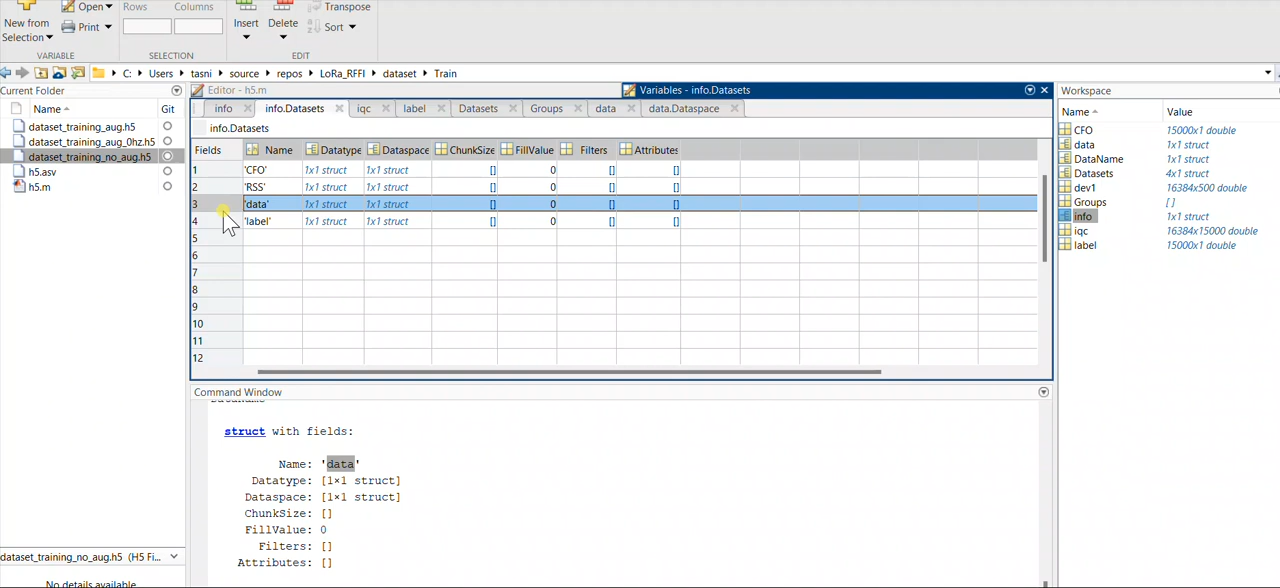 Open Rows Columns Transpose
New from Selection Print Insert Delete Sort
VARIABLE SELECTION EDIT
C: Users tasni source repos LoRa_RFFI dataset Train
Current Folder
Name Git
dataset_training_aug.h5
dataset_training_aug_0hz.h5
dataset_training_no_aug.h5
h5.asv
h5.m
dataset_training_no_aug.h5 (H5 Fi...
No details available
Editor - h5.m
Variables - info.Datasets
info info.Datasets iqc label Datasets Groups data data.Dataspace
info.Datasets
Fields Name Datatype Dataspace ChunkSize FillValue Filters Attributes
1 'CFO' 1x1 struct 1x1 struct [] 0 [] []
2 'RSS' 1x1 struct 1x1 struct [] 0 [] []
3 'data' 1x1 struct 1x1 struct [] 0 [] []
4 'label' 1x1 struct 1x1 struct [] 0 [] []
5
6
7
8
9
10
11
12
Command Window
struct with fields:
Name: 'data'
Datatype: [1×1 struct]
Dataspace: [1×1 struct]
ChunkSize: []
FillValue: 0
Filters: []
Attributes: []
Workspace
Name Value
CFO 15000x1 double
data 1x1 struct
DataName 1x1 struct
Datasets 4x1 struct
dev1 16384x500 double
Groups []
info 1x1 struct
iqc 16384x15000 double
label 15000x1 double